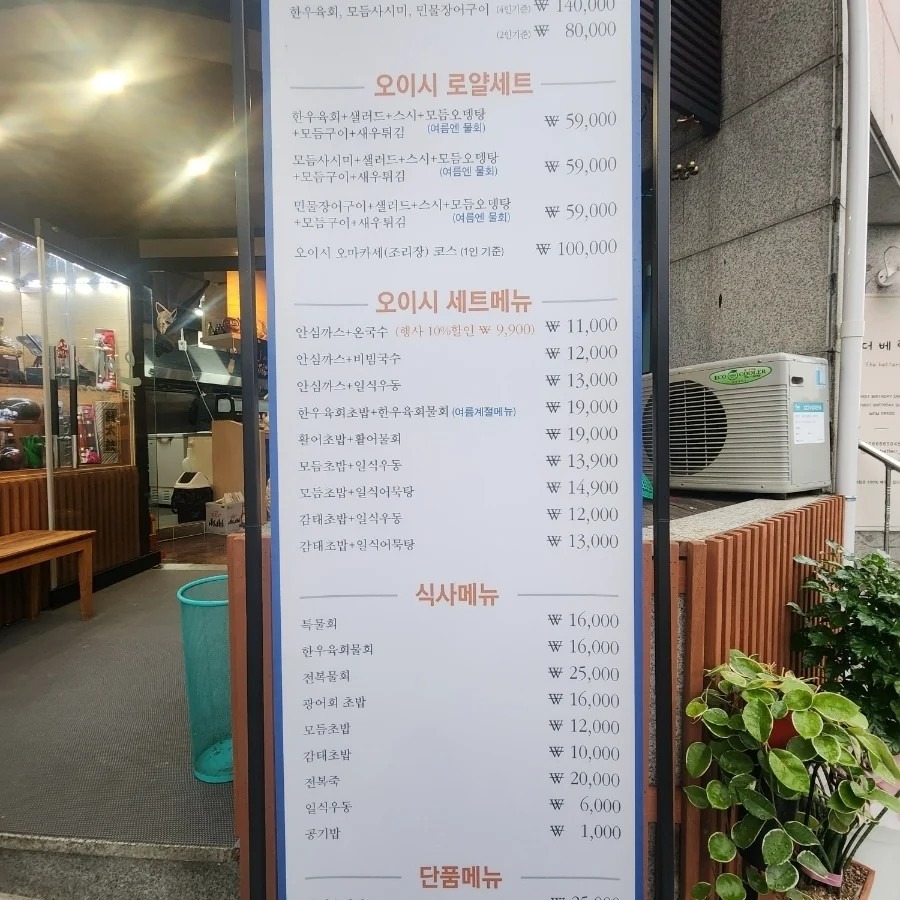 한우육회, 모듬사시미, 민물장어구이 (4인기준) ₩ 140,000
(2인기준) ₩ 80,000
오이시 로얄세트
한우육회+샐러드+스시+모듬오뎅탕
+모듬구이+새우튀김 (여름엔 물회) ₩ 59,000
모듬사시미+샐러드+스시+모듬오뎅탕
+모듬구이+새우튀김 (여름엔 물회) ₩ 59,000
민물장어구이+샐러드+스시+모듬오뎅탕
+모듬구이+새우튀김 (여름엔 물회) ₩ 59,000
오이시 오마카세(조리장) 코스 (1인 기준) ₩ 100,000
오이시 세트메뉴
안심까스+온국수 (행사 10%할인 ₩ 9,900) ₩ 11,000
안심까스+비빔국수 ₩ 12,000
안심까스+일식우동 ₩ 13,000
한우육회초밥+한우육회물회 (여름계절메뉴) ₩ 19,000
활어초밥+활어물회 ₩ 19,000
모듬초밥+일식우동 ₩ 13,900
모듬초밥+일식어묵탕 ₩ 14,900
감태초밥+일식우동 ₩ 12,000
감태초밥+일식어묵탕 ₩ 13,000
식사메뉴
특물회 ₩ 16,000
한우육회물회 ₩ 16,000
전복물회 ₩ 25,000
광어회 초밥 ₩ 16,000
모듬초밥 ₩ 12,000
감태초밥 ₩ 10,000
전복죽 ₩ 20,000
일식우동 ₩ 6,000
공기밥 ₩ 1,000
단품메뉴
ECO COOLER
더 베